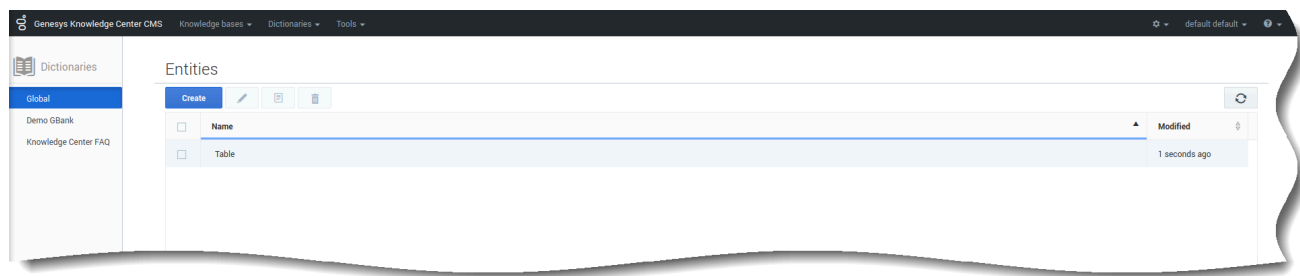 Genesys Knowledge Center CMS Knowledge bases Dictionaries Tools default default
Dictionaries
Entities
Global
Create
Demo GBank
Name Modified
Knowledge Center FAQ
Table 1 seconds ago